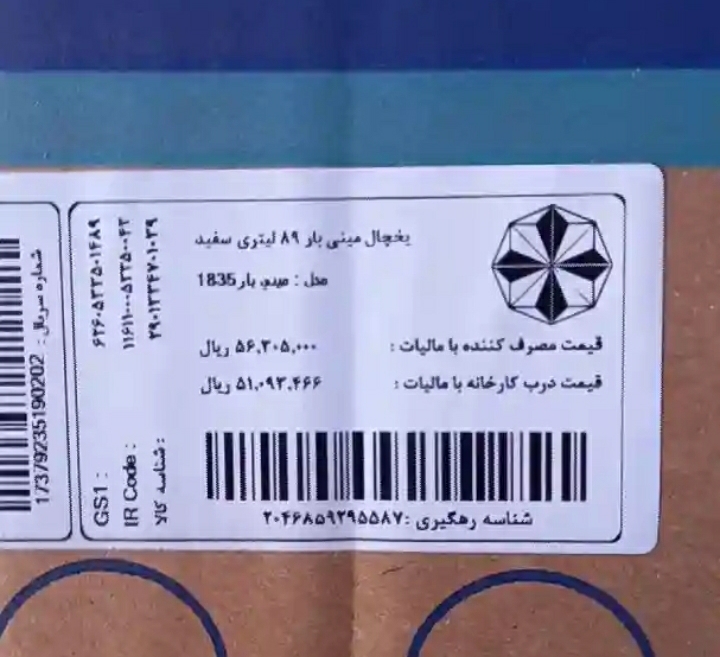 یخچال مینی بار ۸۹ لیتری سفید
مدل : مینی بار 1835
قیمت مصرف کننده با مالیات : ۵۶,۳۰۵,۰۰۰ ریال
قیمت درب کارخانه با مالیات : ۵۱,۰۹۳,۴۶۶ ریال
شناسه رهگیری :۲۰۴۶۸۵۹۲۹۵۵۸۷
GS1 : ۶۲۶۰۵۳۳۵۰۱۴۸۹
IR Code : ۱۱۶۱۱۰۰۰۵۳۳۵۰۰۴۲
شناسه کالا : ۲۹۰۱۳۳۴۷۰۱۰۳۹
شماره سریال : 17379235190202